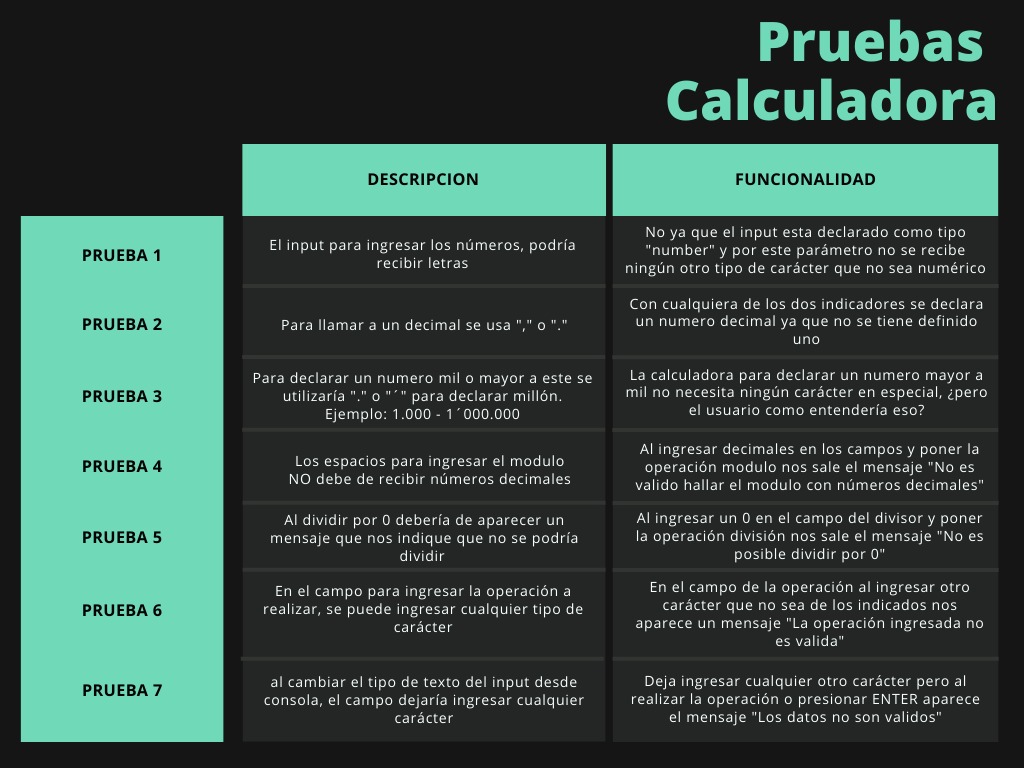 Pruebas
Calculadora
DESCRIPCION
FUNCIONALIDAD
PRUEBA 1
El input para ingresar los números, podría
recibir letras
No ya que el input esta declarado como tipo
"number" y por este parámetro no se recibe
ningún otro tipo de carácter que no sea numérico
PRUEBA 2
Para llamar a un decimal se usa "," o "."
Con cualquiera de los dos indicadores se declara
un numero decimal ya que no se tiene definido
uno
PRUEBA 3
Para declarar un numero mil o mayor a este se
utilizaría "." o "´" para declarar millón.
Ejemplo: 1.000 - 1´000.000
La calculadora para declarar un numero mayor a
mil no necesita ningún carácter en especial, ¿pero
el usuario como entendería eso?
PRUEBA 4
Los espacios para ingresar el modulo
NO debe de recibir números decimales
Al ingresar decimales en los campos y poner la
operación modulo nos sale el mensaje "No es
valido hallar el modulo con números decimales"
PRUEBA 5
Al dividir por 0 debería de aparecer un
mensaje que nos indique que no se podría
dividir
Al ingresar un 0 en el campo del divisor y poner
la operación división nos sale el mensaje "No es
posible dividir por 0"
PRUEBA 6
En el campo para ingresar la operación a
realizar, se puede ingresar cualquier tipo de
carácter
En el campo de la operación al ingresar otro
carácter que no sea de los indicados nos
aparece un mensaje "La operación ingresada no
es valida"
PRUEBA 7
al cambiar el tipo de texto del input desde
consola, el campo dejaría ingresar cualquier
carácter
Deja ingresar cualquier otro carácter pero al
realizar la operación o presionar ENTER aparece
el mensaje "Los datos no son validos"